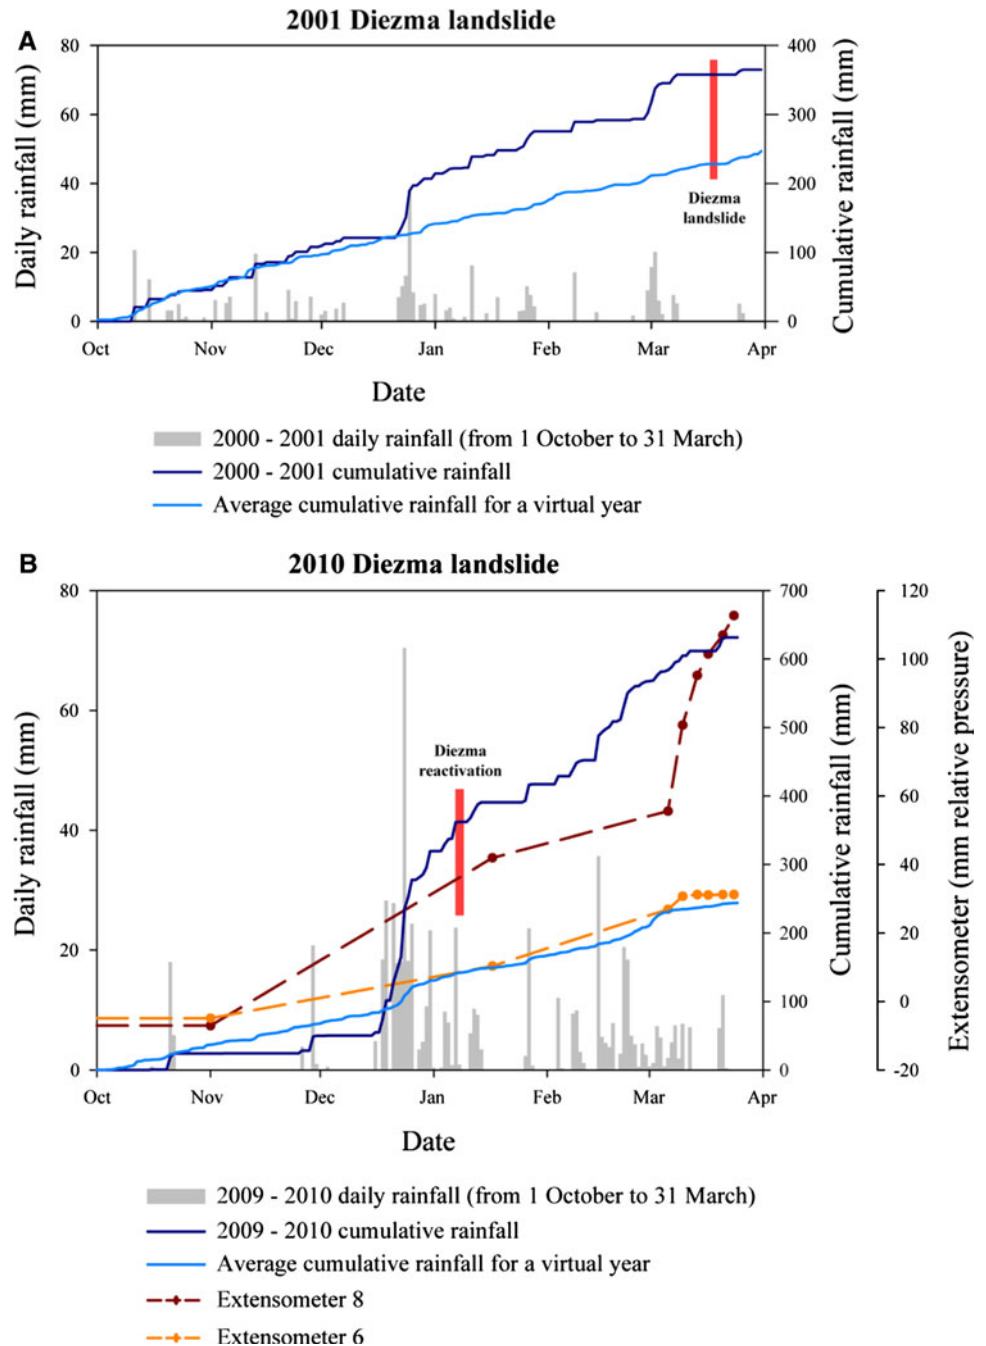 2001 Diezma landslide
A
Daily rainfall (mm)
80
60
40
20
0
400
300
200
100
0
Cumulative rainfall (mm)
Diezma
landslide
Oct Nov Dec Jan Feb Mar Apr
Date
2000 - 2001 daily rainfall (from 1 October to 31 March)
2000 - 2001 cumulative rainfall
Average cumulative rainfall for a virtual year
B
2010 Diezma landslide
Daily rainfall (mm)
80
60
40
20
0
Diezma
reactivation
700
600
500
400
300
200
100
0
Cumulative rainfall (mm)
120
100
80
60
40
20
0
-20
Extensometer (mm relative pressure)
Oct Nov Dec Jan Feb Mar Apr
Date
2009 - 2010 daily rainfall (from 1 October to 31 March)
2009 - 2010 cumulative rainfall
Average cumulative rainfall for a virtual year
Extensometer 8
Extensometer 6